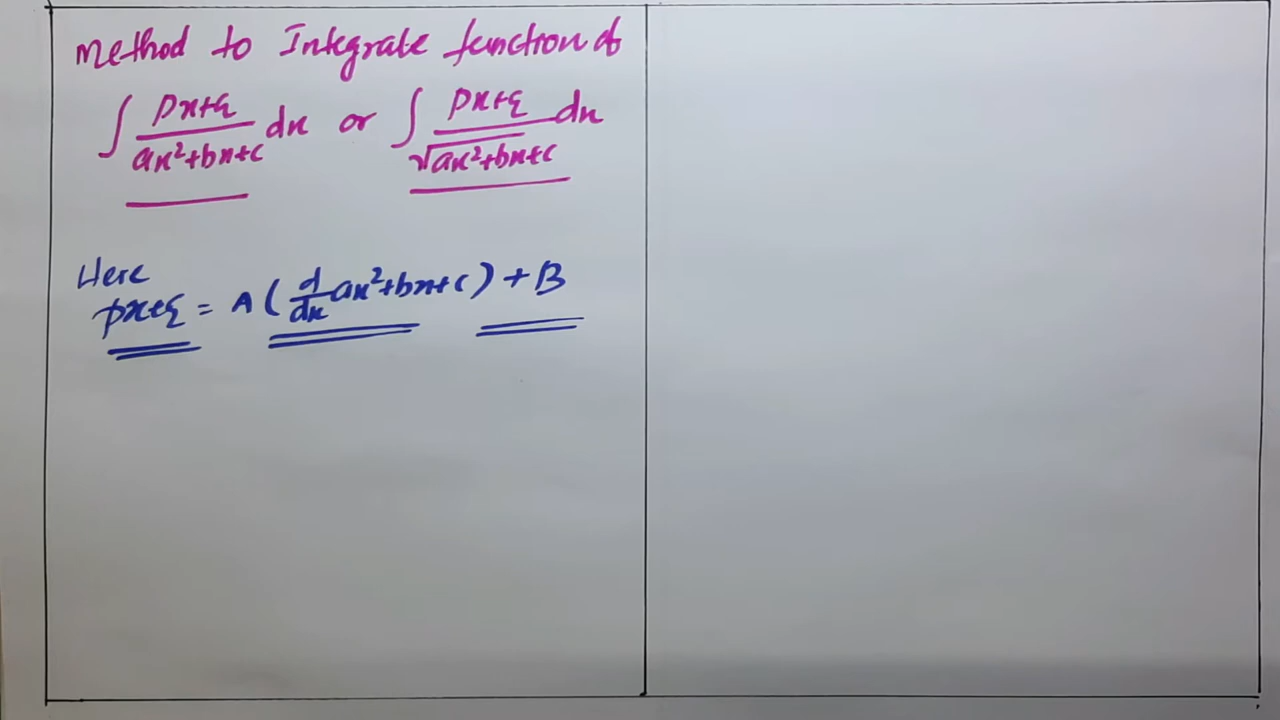 Method to Integrate function of
∫ px+q/ax²+bx+c dx or ∫ px+q/√ax²+bx+c dx
Here
px+q = A ( d/dx ax²+bx+c ) + B